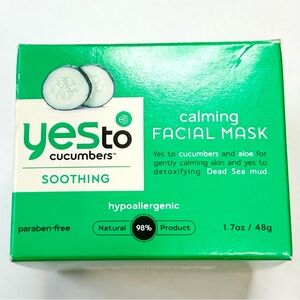 yes to
cucumbers™
SOOTHING
calming
FACIAL MASK
Yes to cucumbers and aloe for
gently calming skin and yes to
detoxifying Dead Sea mud.
hypoallergenic
paraben-free
Natural 98% Product
1.7oz / 48g